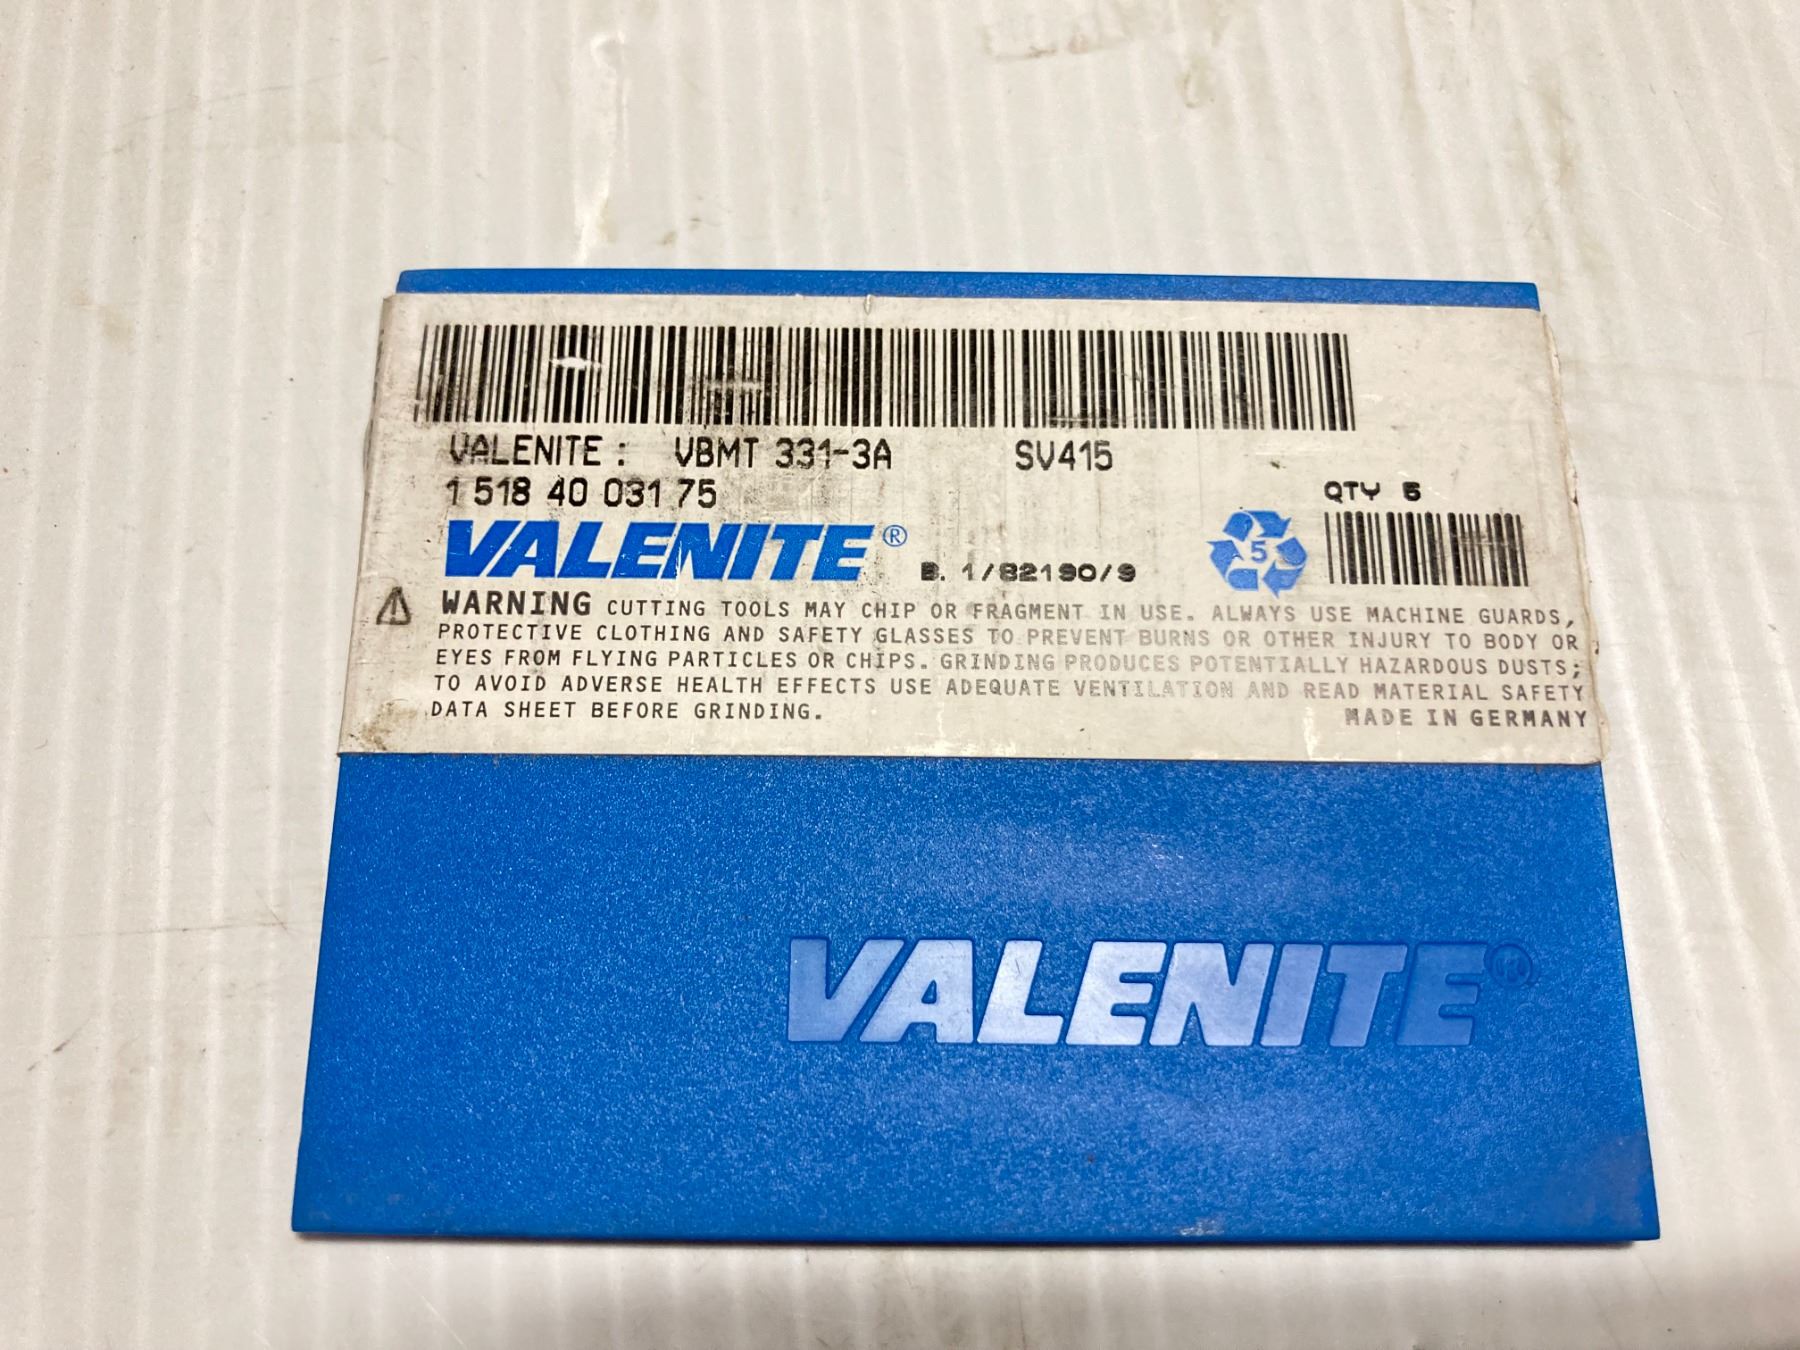 VALENITE: VBMT 331-3A SV415
1 518 40 031 75
QTY 5
VALENITE®
B. 1/82190/9
5
WARNING CUTTING TOOLS MAY CHIP OR FRAGMENT IN USE. ALWAYS USE MACHINE GUARDS,
PROTECTIVE CLOTHING AND SAFETY GLASSES TO PREVENT BURNS OR OTHER INJURY TO BODY OR
EYES FROM FLYING PARTICLES OR CHIPS. GRINDING PRODUCES POTENTIALLY HAZARDOUS DUSTS;
TO AVOID ADVERSE HEALTH EFFECTS USE ADEQUATE VENTILATION AND READ MATERIAL SAFETY
DATA SHEET BEFORE GRINDING.
MADE IN GERMANY
VALENITE®